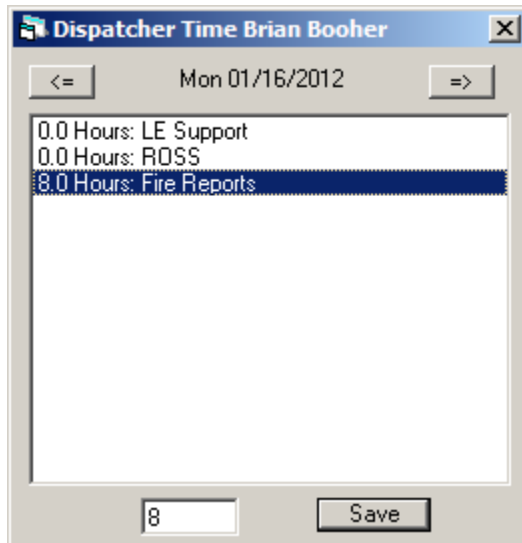 Dispatcher Time Brian Booher
<= Mon 01/16/2012 =>
0.0 Hours: LE Support
0.0 Hours: ROSS
8.0 Hours: Fire Reports
8 Save